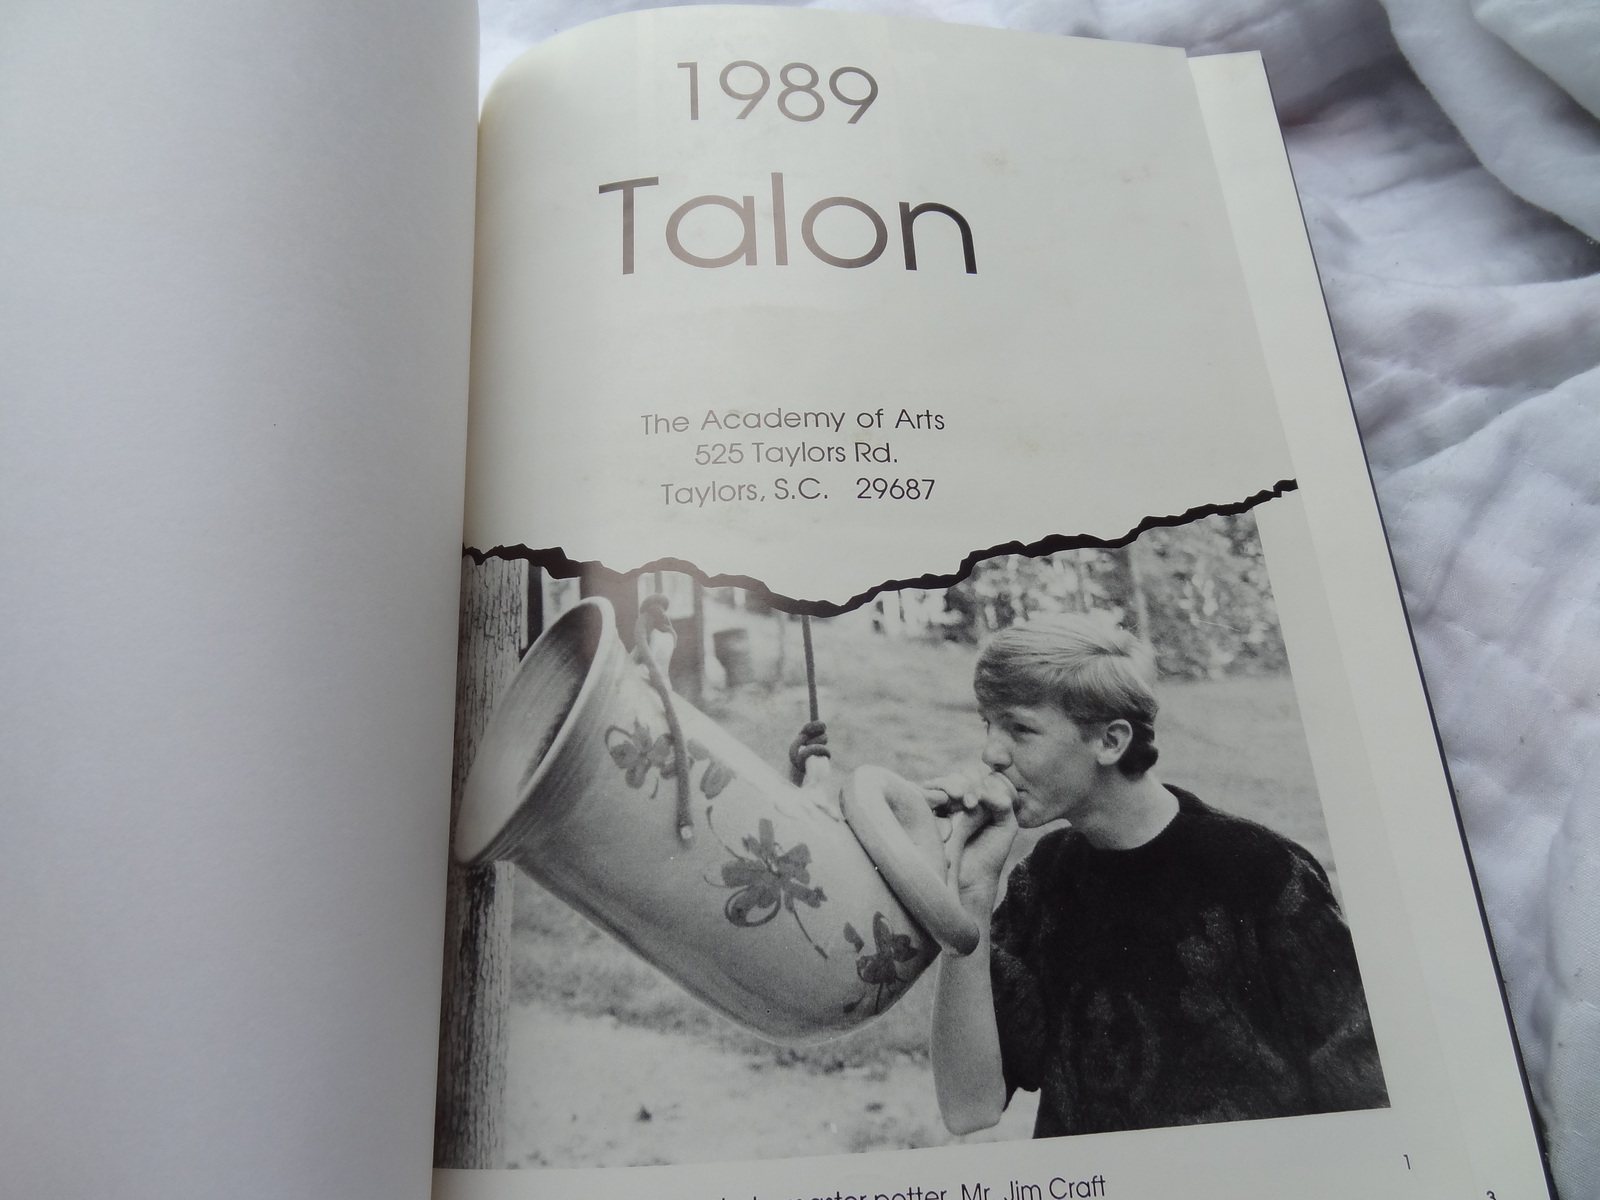 1989
Talon
The Academy of Arts
525 Taylors Rd.
Taylors, S.C. 29687
master potter, Mr. Jim Craft
1
3